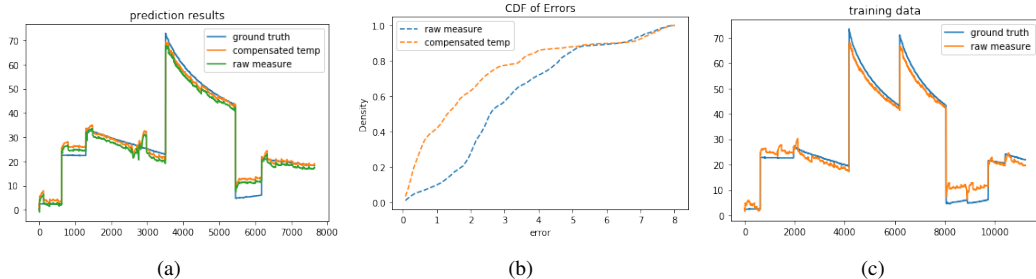 prediction results
ground truth
compensated temp
raw measure
70
60
50
40
30
20
10
0
0 1000 2000 3000 4000 5000 6000 7000 8000
(a)
CDF of Errors
raw measure
compensated temp
Density
1.0
0.8
0.6
0.4
0.2
0.0
0 1 2 3 4 5 6 7 8
error
(b)
training data
ground truth
raw measure
70
60
50
40
30
20
10
0
0 2000 4000 6000 8000 10000
(c)